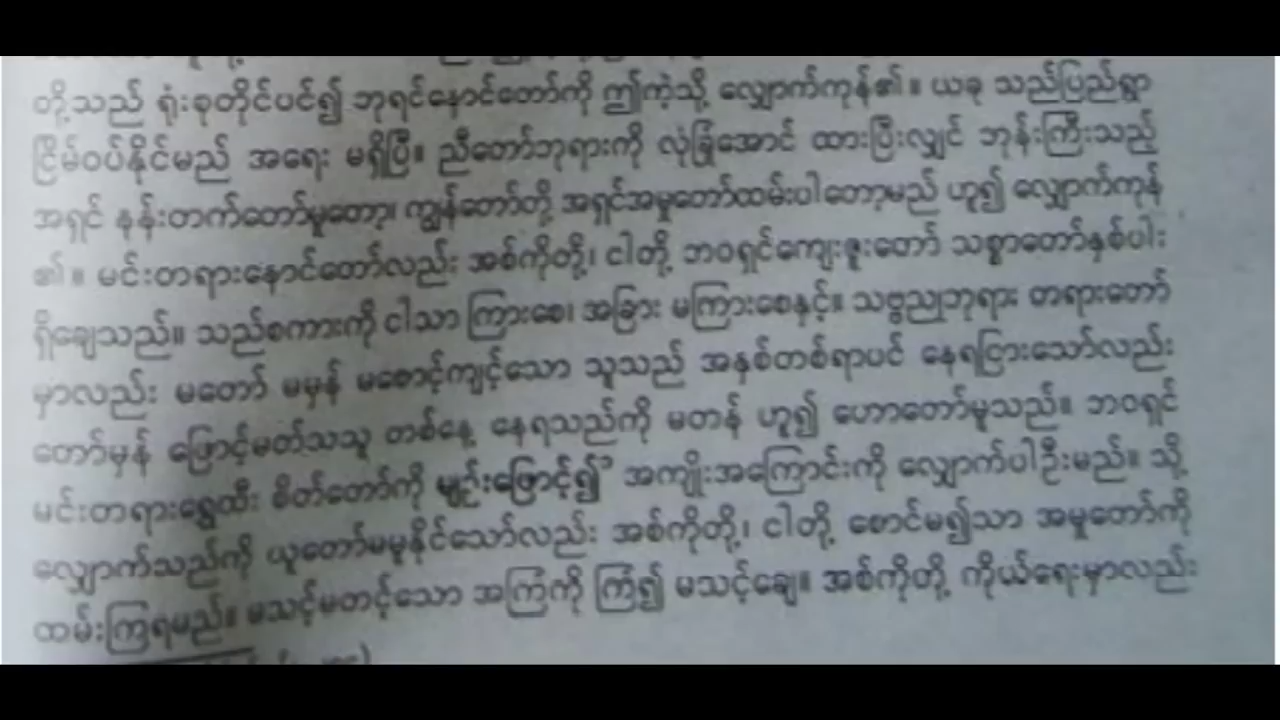 တို့သည် ရုံးခုတိုင်ပင်၍ ဘုရင်နောင်တော်ကို ဤကဲ့သို့ လျှောက်ကုန်၏။ ယခု သည်ပြည်ရွာ
ငြိမ်ဝပ်နိုင်မည် အရေး မရှိပြီ။ ညီတော်ဘုရားကို လုံခြုံအောင် ထားပြီးလျှင် ဘုန်းကြီးသည့်
အရှင် နန်းတက်တော်မူတော့၊ ကျွန်တော်တို့ အရှင်အမှုတော်ထမ်းပါတော့မည် ဟူ၍ လျှောက်ကုန်
၏။ မင်းတရားနောင်တော်လည်း အစ်ကိုတို့၊ ငါတို့ ဘဝရှင်ကျေးဇူးတော် သစ္စာတော်နှစ်ပါး
ရှိချေသည်။ သည်စကားကို ငါသာ ကြားစေ၊ အခြား မကြားစေနှင့်။ သဗ္ဗညုဘုရား တရားတော်
မှာလည်း မတော် မမှန် မစောင့်ကျင့်သော သူသည် အနှစ်တစ်ရာပင် နေရငြားသော်လည်း
တော်မှန် ဖြောင့်မတ်သသူ တစ်နေ့ နေရသည်ကို မတန် ဟူ၍ ဟောတော်မူသည်။ ဘဝရှင်
မင်းတရားရွှေထီး စိတ်တော်ကို မျဉ်းဖြောင့်၍ အကျိုးအကြောင်းကို လျှောက်ပါဦးမည်။ သို့
လျှောက်သည်ကို ယူတော်မမူနိုင်သော်လည်း အစ်ကိုတို့၊ ငါတို့ စောင်မ၍သာ အမှုတော်ကို
ထမ်းကြရမည်။ မသင့်မတင့်သော အကြံကို ကြံ၍ မသင့်ချေ။ အစ်ကိုတို့ ကိုယ်ရေးမှာလည်း